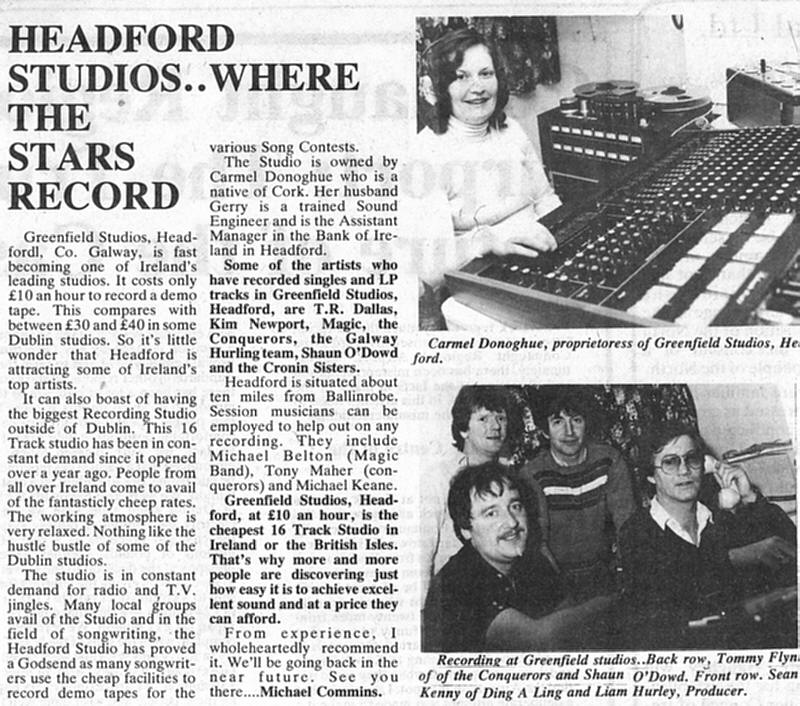 HEADFORD
STUDIOS..WHERE
THE
STARS
RECORD
Greenfield Studios, Head-
fordl, Co. Galway, is fast
becoming one of Ireland's
leading studios. It costs only
£10 an hour to record a demo
tape. This compares with
between £30 and £40 in some
Dublin studios. So it's little
wonder that Headford is
attracting some of Ireland's
top artists.
It can also boast of having
the biggest Recording Studio
outside of Dublin. This 16
Track studio has been in con-
stant demand since it opened
over a year ago. People from
all over Ireland come to avail
of the fantasticly cheep rates.
The working atmosphere is
very relaxed. Nothing like the
hustle bustle of some of the
Dublin studios.
The studio is in constant
demand for radio and T.V.
jingles. Many local groups
avail of the Studio and in the
field of songwriting, the
Headford Studio has proved
a Godsend as many songwrit-
ers use the cheap facilities to
record demo tapes for the
various Song Contests.
The Studio is owned by
Carmel Donoghue who is a
native of Cork. Her husband
Gerry is a trained Sound
Engineer and is the Assistant
Manager in the Bank of Ire-
land in Headford.
Some of the artists who
have recorded singles and LP
tracks in Greenfield Studios,
Headford, are T.R. Dallas,
Kim Newport, Magic, the
Conquerors, the Galway
Hurling team, Shaun O'Dowd
and the Cronin Sisters.
Headford is situated about
ten miles from Ballinrobe.
Session musicians can be
employed to help out on any
recording. They include
Michael Belton (Magic
Band), Tony Maher (con-
querors) and Michael Keane.
Greenfield Studios, Head-
ford, at £10 an hour, is the
cheapest 16 Track Studio in
Ireland or the British Isles.
That's why more and more
people are discovering just
how easy it is to achieve excel-
lent sound and at a price they
can afford.
From experience, I
wholeheartedly recommend
it. We'll be going back in the
near future. See you
there....Michael Commins.
Carmel Donoghue, proprietoress of Greenfield Studios, He
ford.
Recording at Greenfield studios..Back row, Tommy Flyn
of of the Conquerors and Shaun O'Dowd. Front row. Sean
Kenny of Ding A Ling and Liam Hurley, Producer.